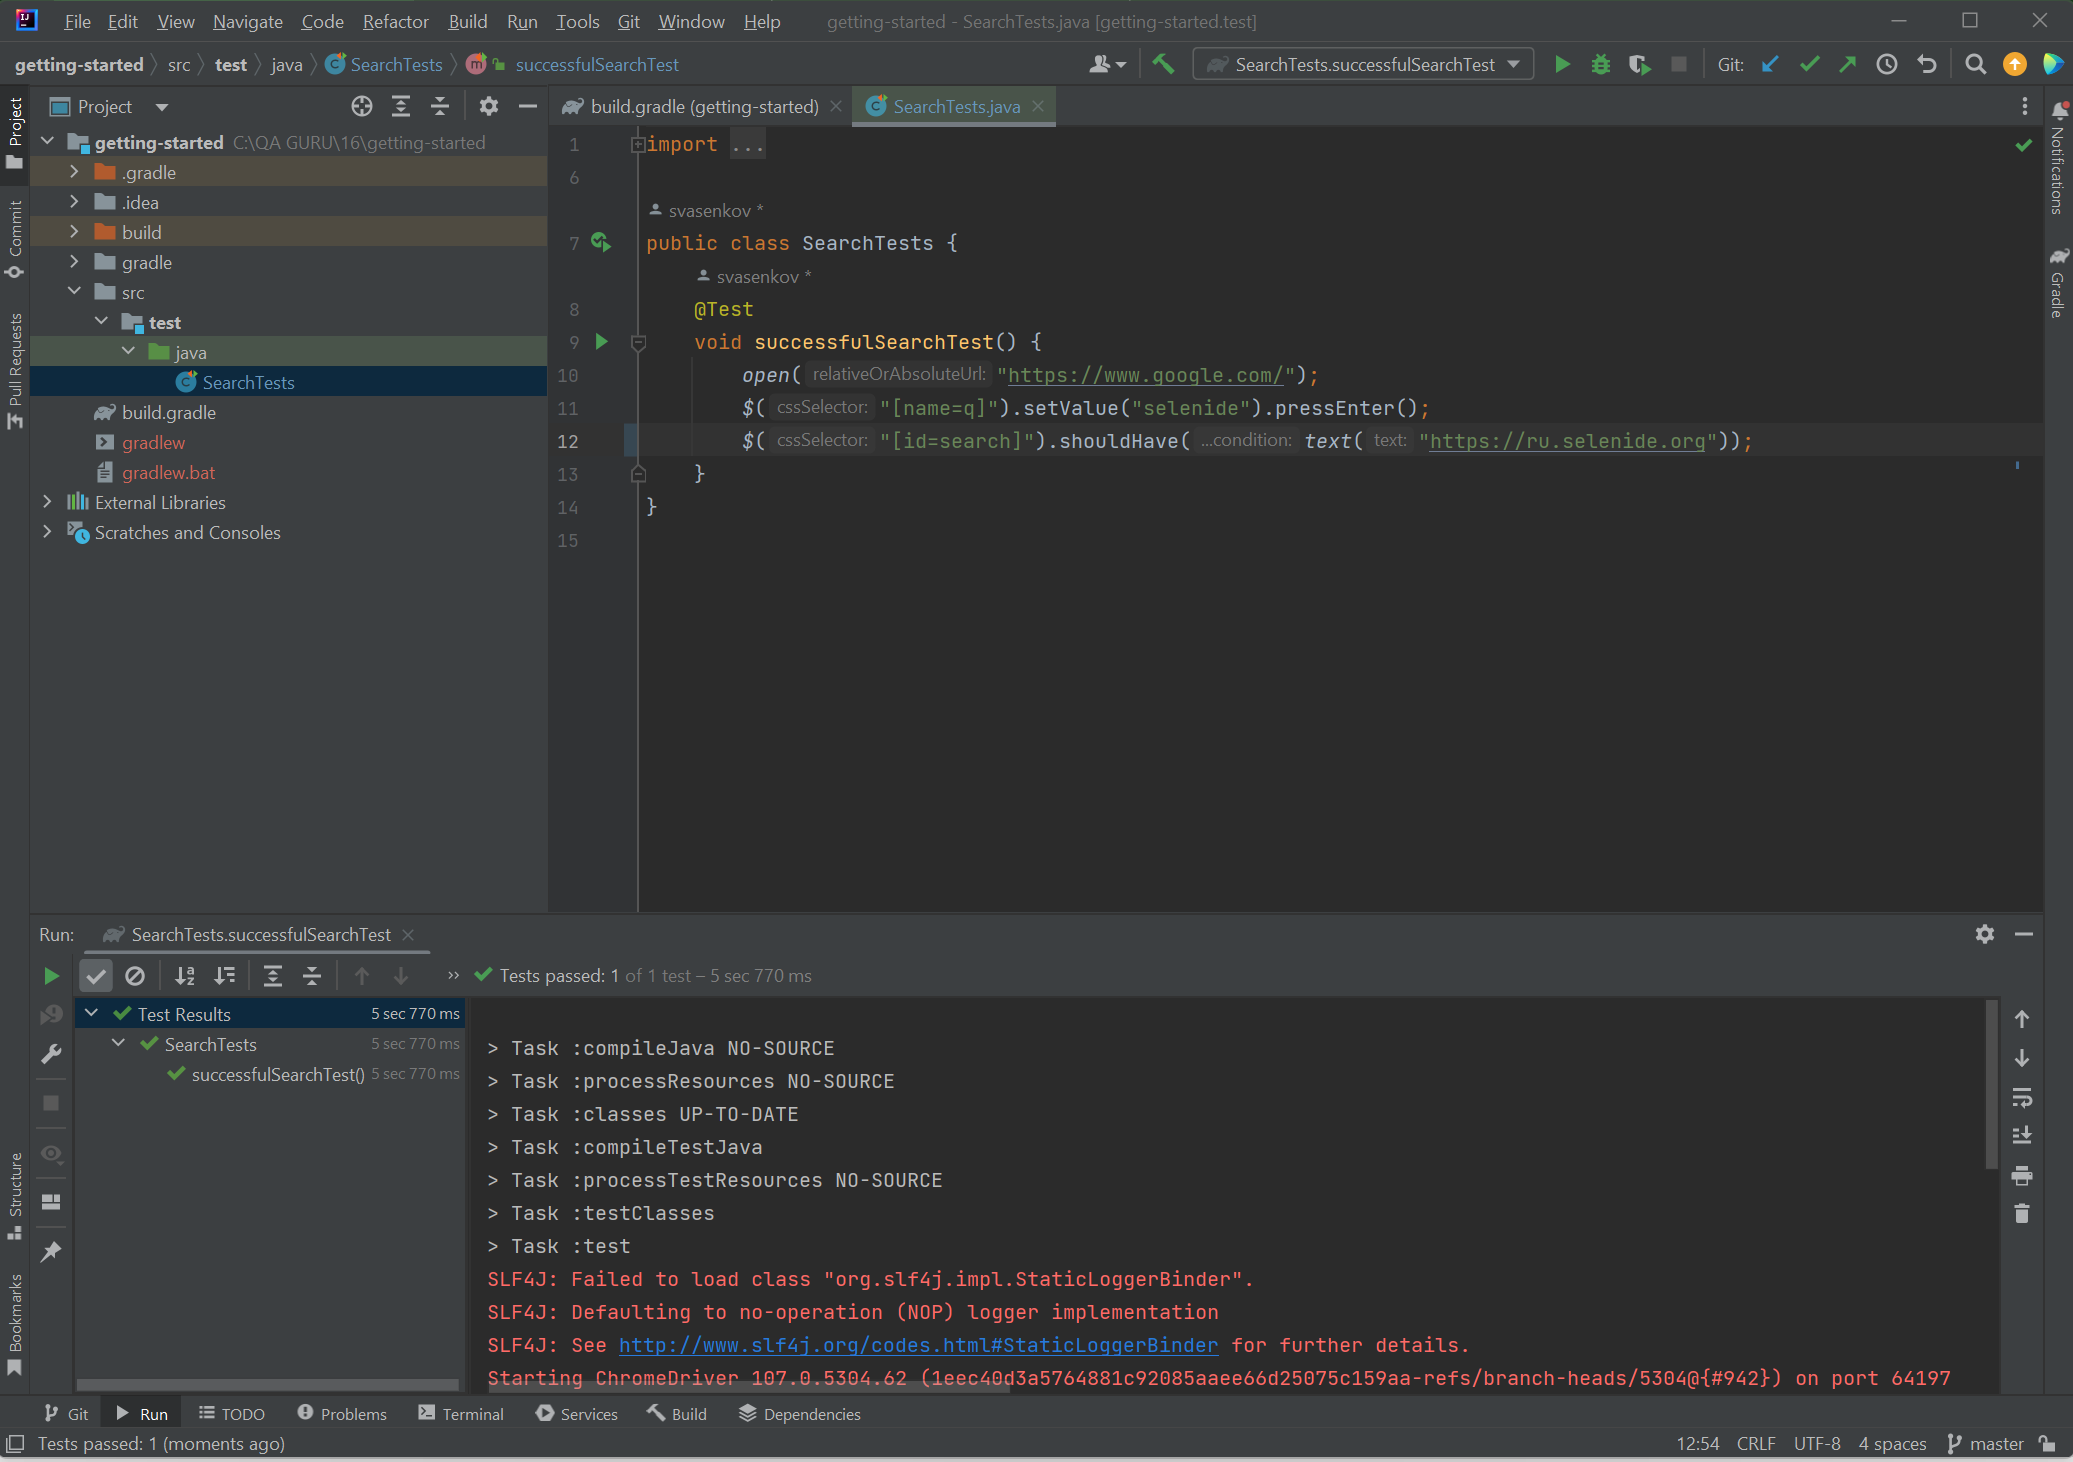 File Edit View Navigate Code Refactor Build Run Tools Git Window Help getting-started - SearchTests.java [getting-started.test]
getting-started src test java SearchTests successfulSearchTest SearchTests.successfulSearchTest Git:
Project
build.gradle (getting-started) SearchTests.java
Project
Commit
Pull Requests
Structure
Bookmarks
getting-started C:\QA GURU\16\getting-started
.gradle
.idea
build
gradle
src
test
java
SearchTests
build.gradle
gradlew
gradlew.bat
External Libraries
Scratches and Consoles
1 import ...
6
svasenkov *
7 public class SearchTests {
svasenkov *
8 @Test
9 void successfulSearchTest() {
10 open( relativeOrAbsoluteUrl: "https://www.google.com/");
11 $( cssSelector: "[name=q]").setValue("selenide").pressEnter();
12 $( cssSelector: "[id=search]").shouldHave( ...condition: text( text: "https://ru.selenide.org"));
13 }
14 }
15
Notifications
Gradle
Run: SearchTests.successfulSearchTest
Tests passed: 1 of 1 test – 5 sec 770 ms
Test Results 5 sec 770 ms
SearchTests 5 sec 770 ms
successfulSearchTest() 5 sec 770 ms
> Task :compileJava NO-SOURCE
> Task :processResources NO-SOURCE
> Task :classes UP-TO-DATE
> Task :compileTestJava
> Task :processTestResources NO-SOURCE
> Task :testClasses
> Task :test
SLF4J: Failed to load class "org.slf4j.impl.StaticLoggerBinder".
SLF4J: Defaulting to no-operation (NOP) logger implementation
SLF4J: See http://www.slf4j.org/codes.html#StaticLoggerBinder for further details.
Starting ChromeDriver 107.0.5304.62 (1eec40d3a5764881c92085aaee66d25075c159aa-refs/branch-heads/5304@{#942}) on port 64197
Git Run TODO Problems Terminal Services Build Dependencies
Tests passed: 1 (moments ago) 12:54 CRLF UTF-8 4 spaces master